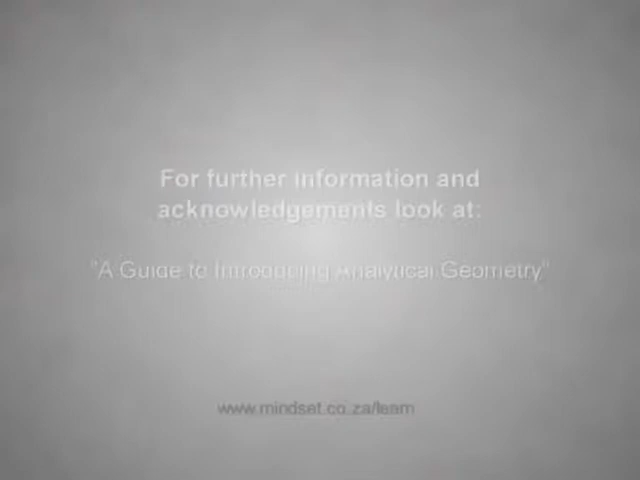 For further information and
acknowledgements look at:
"A Guide to Introducing Analytical Geometry"
www.mindset.co.za/learn